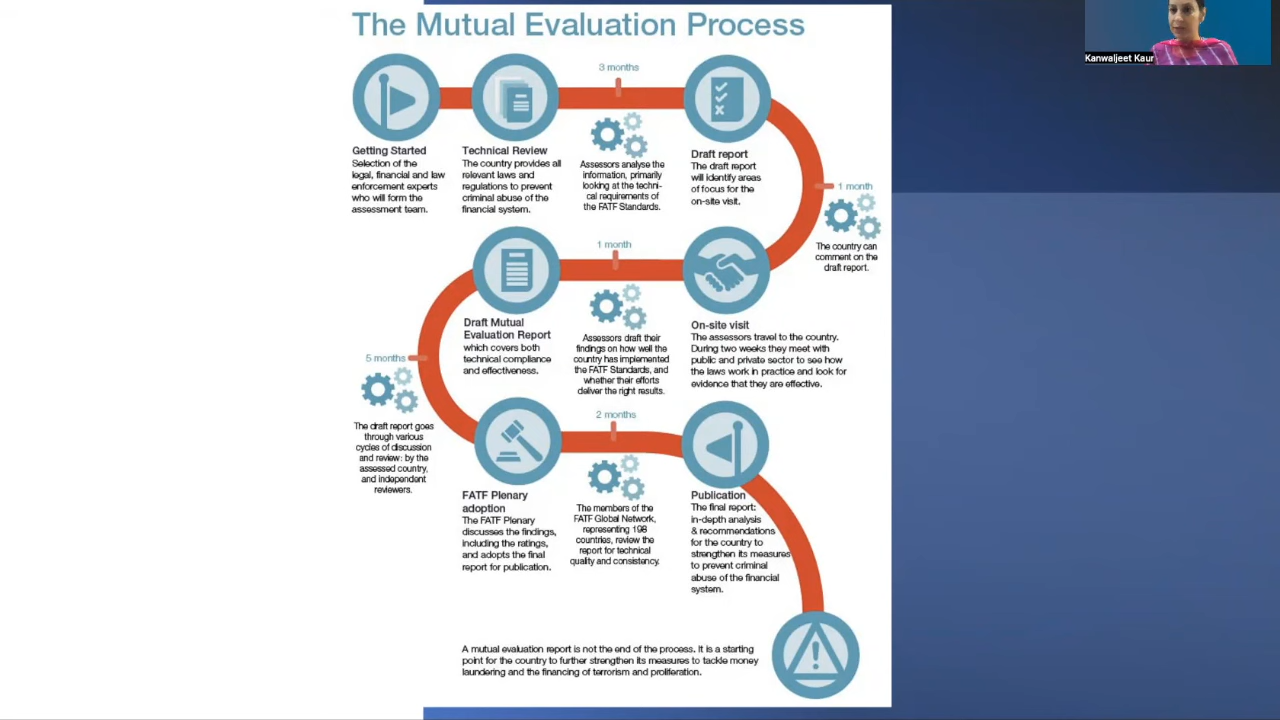 The Mutual Evaluation Process
Kanwaljeet Kaur
3 months
Getting Started
Selection of the
legal, financial and law
enforcement experts
who will form the
assessment team.
Technical Review
The country provides all
relevant laws and
regulations to prevent
criminal abuse of the
financial system.
Assessors analyse the
information, primarily
looking at the techni-
cal requirements of
the FATF Standards.
Draft report
The draft report
will identify areas
of focus for the
on-site visit.
1 month
The country can
comment on the
draft report.
1 month
Draft Mutual
Evaluation Report
which covers both
technical compliance
and effectiveness.
Assessors draft their
findings on how well the
country has implemented
the FATF Standards, and
whether their efforts
deliver the right results.
On-site visit
The assessors travel to the country.
During two weeks they meet with
public and private sector to see how
the laws work in practice and look for
evidence that they are effective.
5 months
The draft report goes
through various
cycles of discussion
and review: by the
assessed country,
and independent
reviewers.
2 months
FATF Plenary
adoption
The FATF Plenary
discusses the findings,
including the ratings,
and adopts the final
report for publication.
The members of the
FATF Global Network,
representing 198
countries, review the
report for technical
quality and consistency.
Publication
The final report:
in-depth analysis
& recommendations
for the country to
strengthen its measures
to prevent criminal
abuse of the financial
system.
A mutual evaluation report is not the end of the process. It is a starting
point for the country to further strengthen its measures to tackle money
laundering and the financing of terrorism and proliferation.